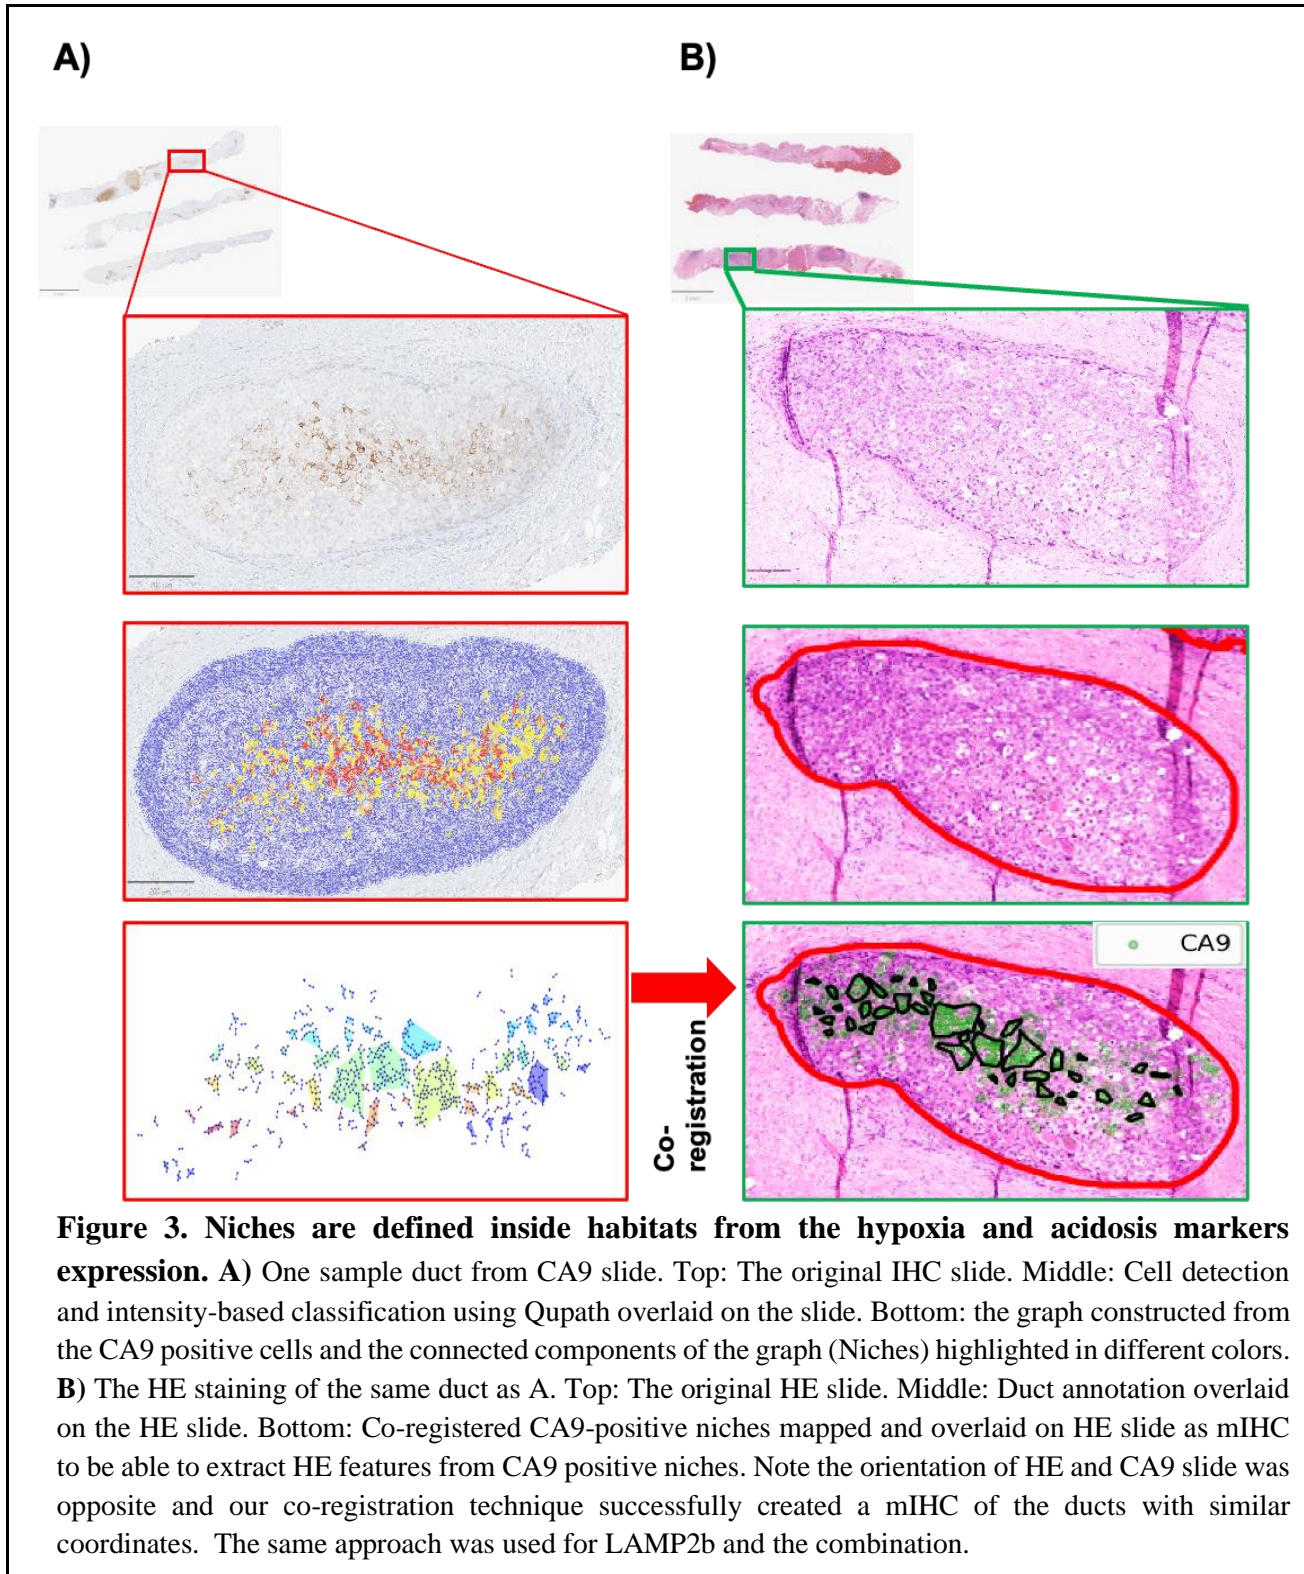 A)
B)
200 µm
CA9
Co-
registration
Figure 3. Niches are defined inside habitats from the hypoxia and acidosis markers
expression. A) One sample duct from CA9 slide. Top: The original IHC slide. Middle: Cell detection
and intensity-based classification using Qupath overlaid on the slide. Bottom: the graph constructed from
the CA9 positive cells and the connected components of the graph (Niches) highlighted in different colors.
B) The HE staining of the same duct as A. Top: The original HE slide. Middle: Duct annotation overlaid
on the HE slide. Bottom: Co-registered CA9-positive niches mapped and overlaid on HE slide as mIHC
to be able to extract HE features from CA9 positive niches. Note the orientation of HE and CA9 slide was
opposite and our co-registration technique successfully created a mIHC of the ducts with similar
coordinates. The same approach was used for LAMP2b and the combination.